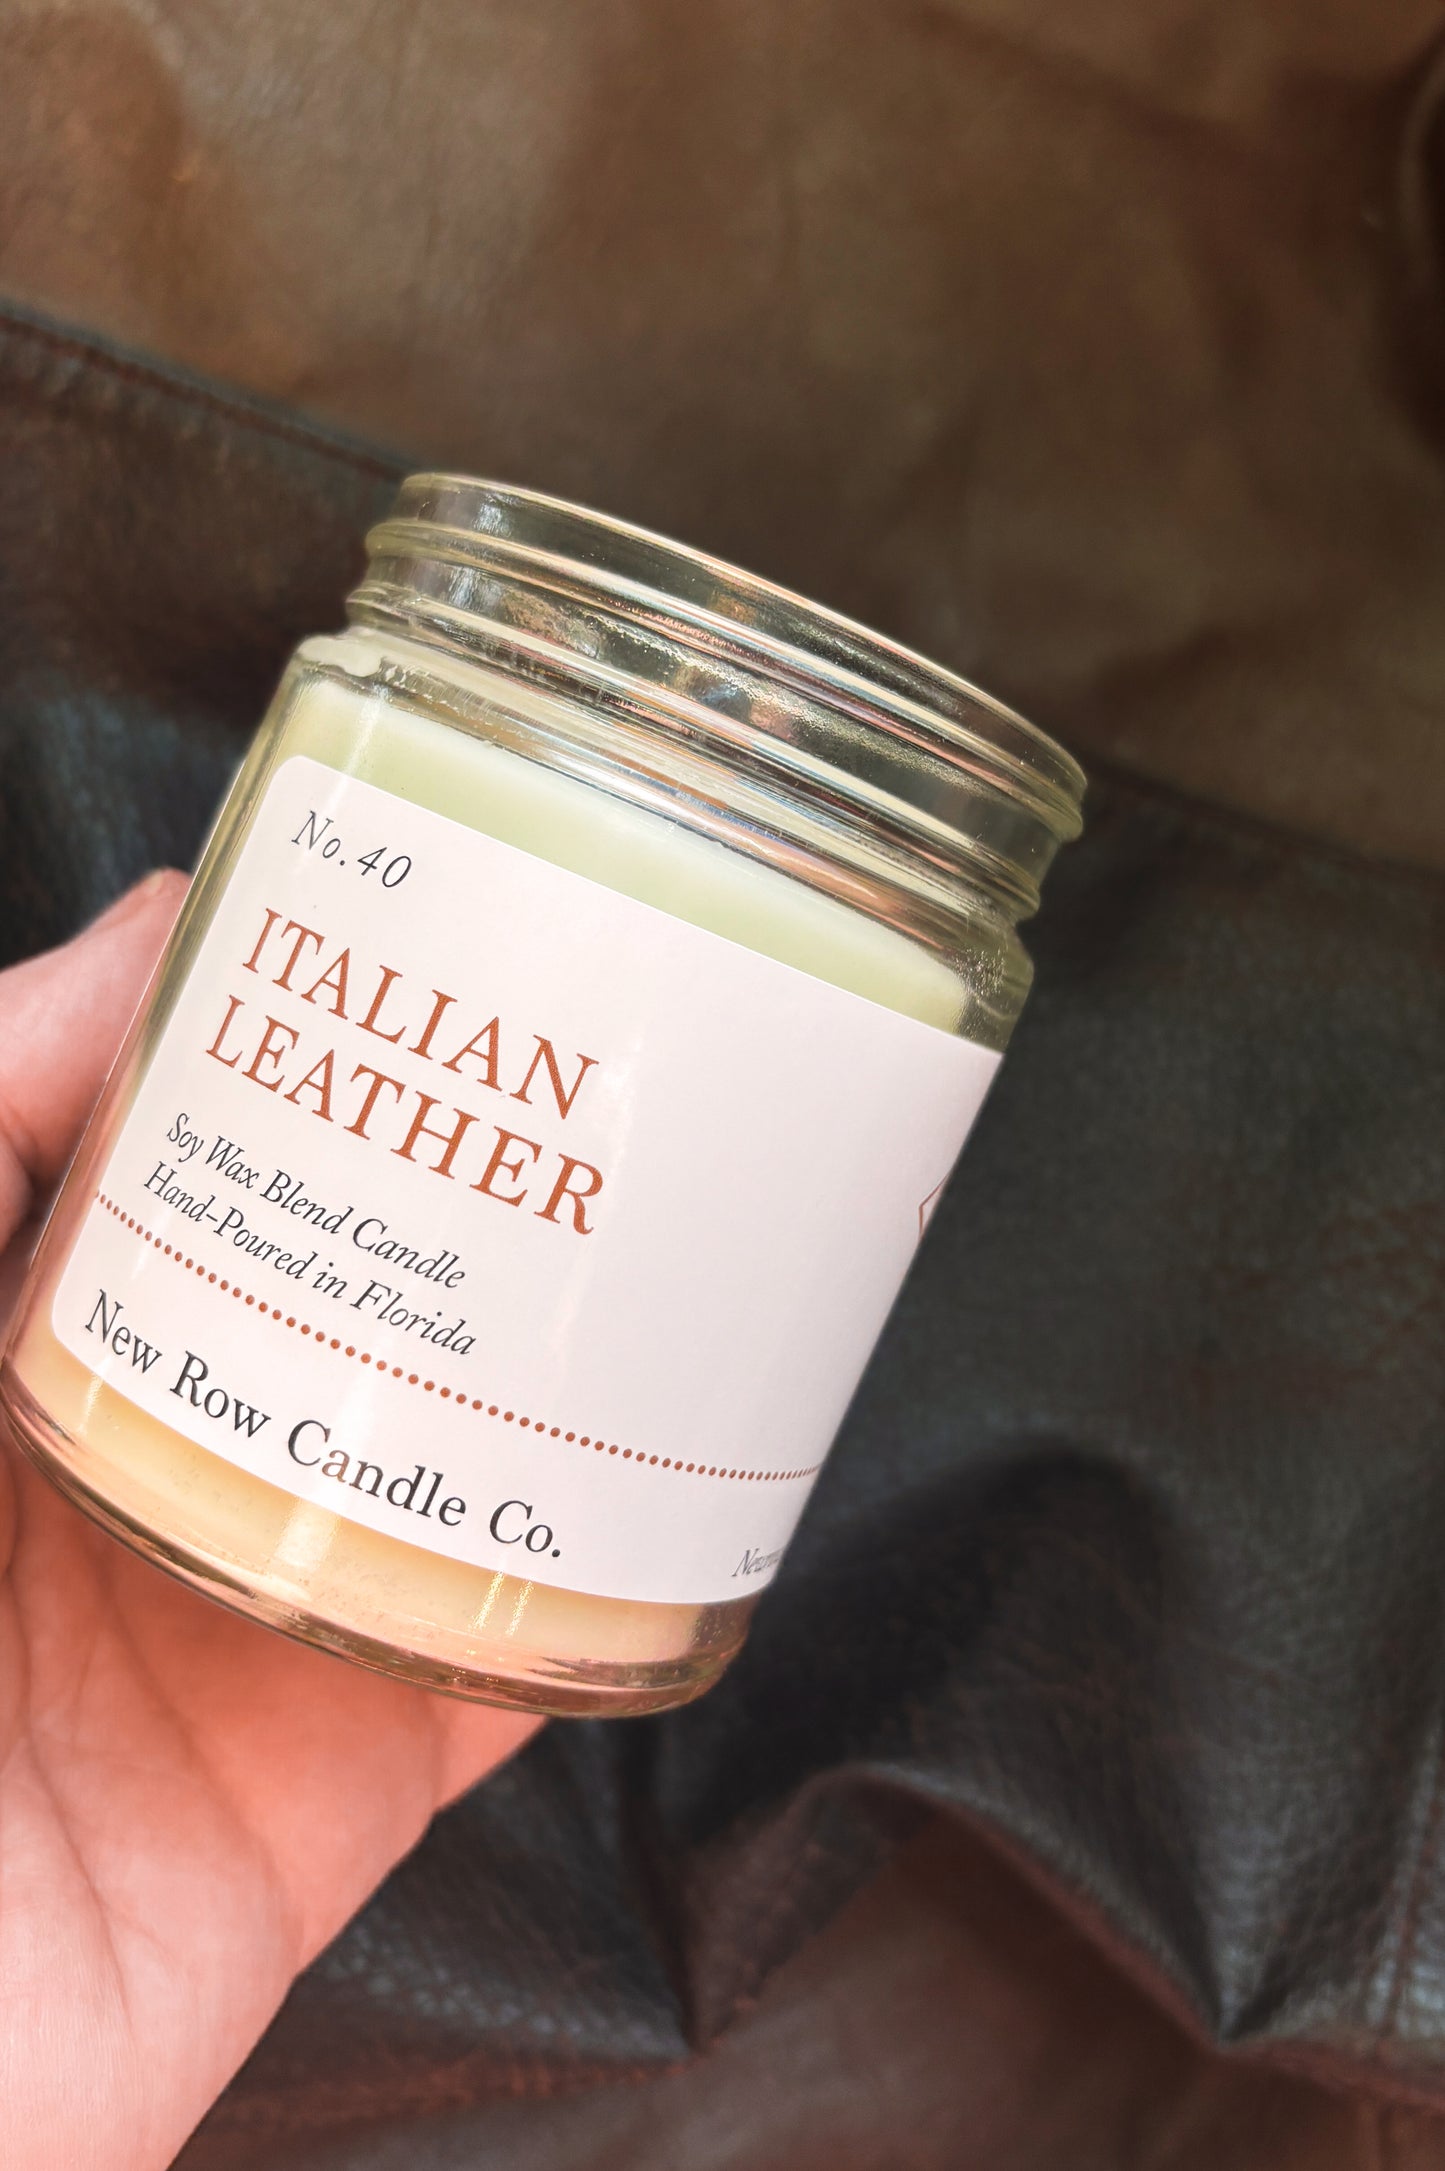 No. 40
ITALIAN
LEATHER
Soy Wax Blend Candle
Hand-Poured in Florida
New Row Candle Co.